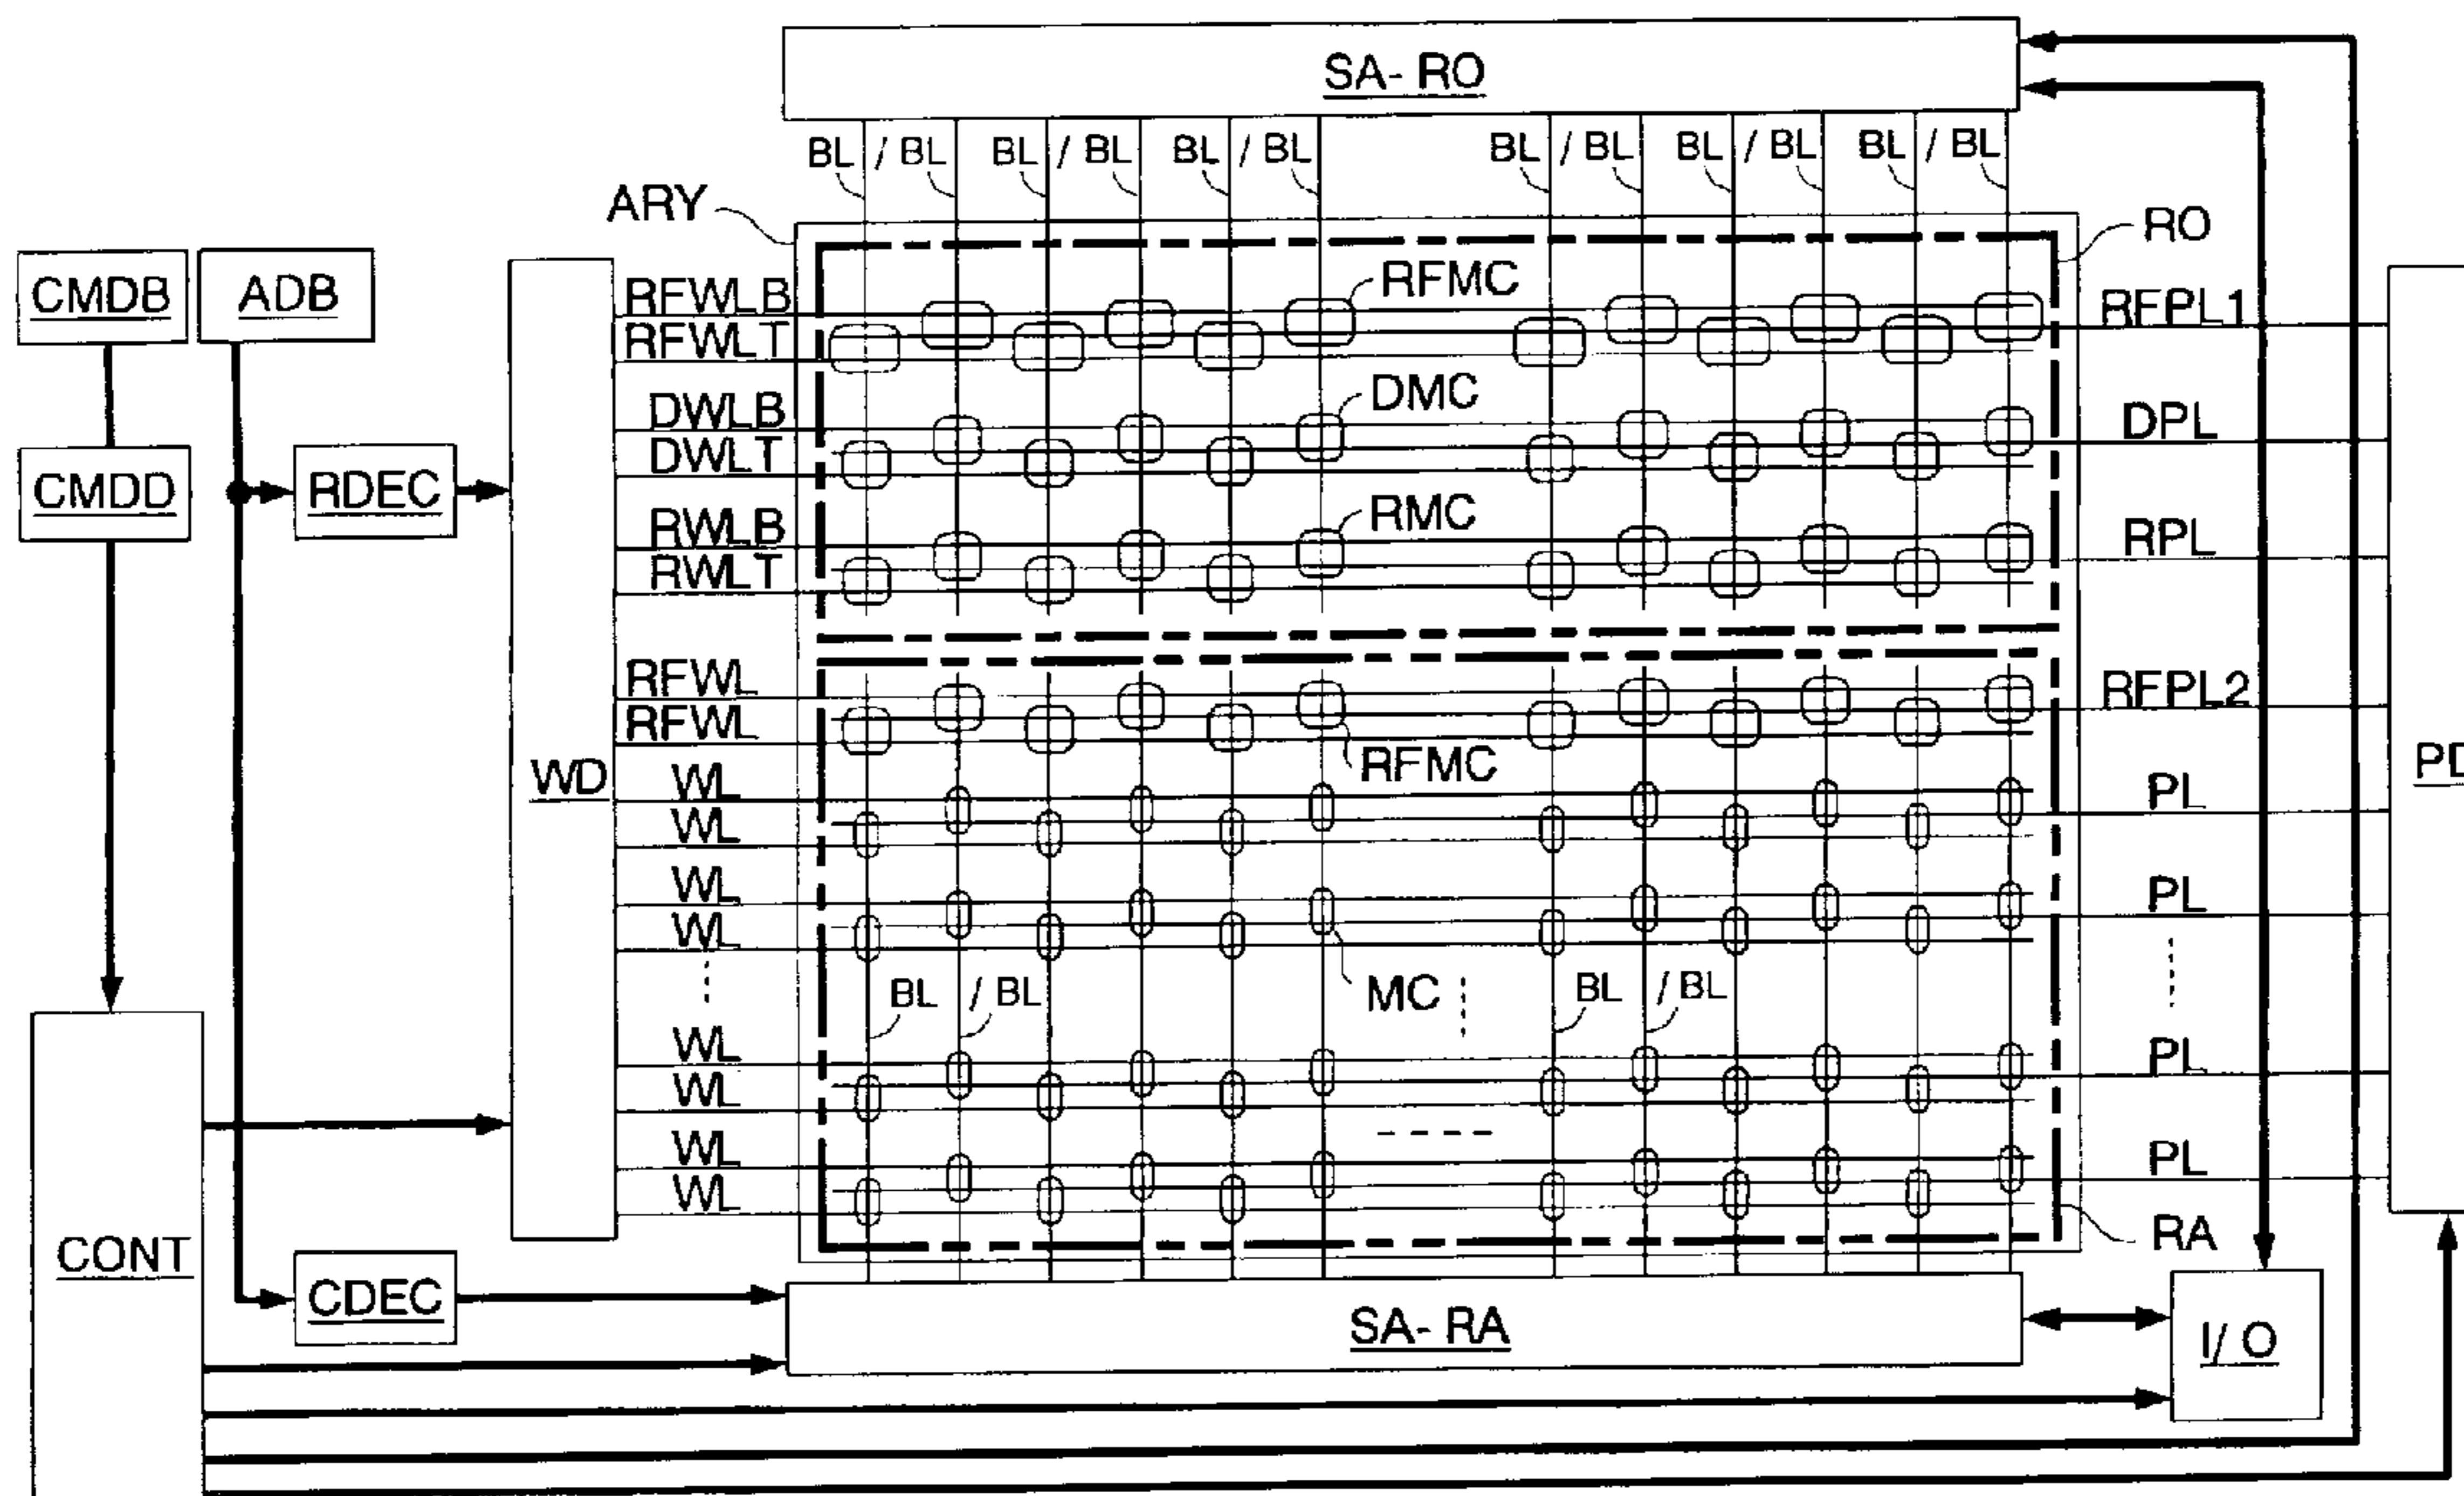 SA- RO
BL / BL BL / BL BL / BL BL / BL BL / BL BL / BL
ARY
RO
CMDB
ADB
RFWLB
RFMC
RFPL1
RFWLT
DWLB
DMC
DPL
DWLT
CMDD
RDEC
RWLB
RMC
RPL
RWLT
RFWL
RFPL2
RFWL
RFMC
WD
WL
PL
PD
WL
WL
PL
WL
MC
BL / BL
BL / BL
WL
PL
WL
WL
PL
WL
RA
CONT
CDEC
SA- RA
I/ O